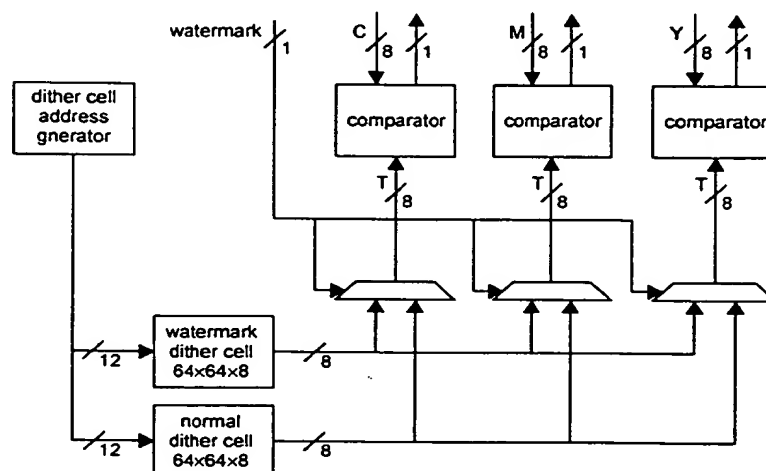 watermark 1 C 8 1 M 8 1 Y 8 1
dither cell
address
gnerator
comparator comparator comparator
T 8 T 8 T 8
watermark
dither cell
64×64×8
12 8
normal
dither cell
64×64×8
12 8